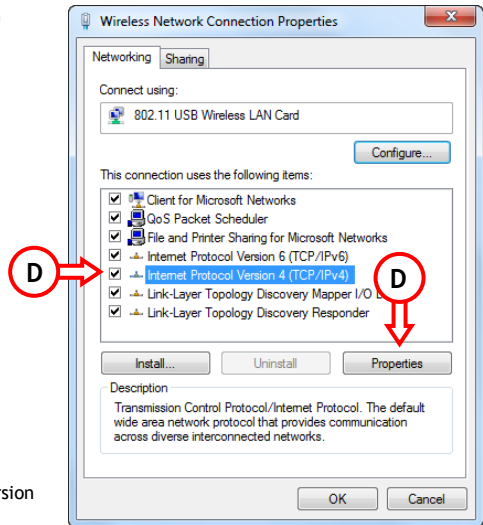 Wireless Network Connection Properties
Networking Sharing
Connect using:
802.11 USB Wireless LAN Card
Configure...
This connection uses the following items:
Client for Microsoft Networks
QoS Packet Scheduler
File and Printer Sharing for Microsoft Networks
Internet Protocol Version 6 (TCP/IPv6)
D Internet Protocol Version 4 (TCP/IPv4) D
Link-Layer Topology Discovery Mapper I/O
Link-Layer Topology Discovery Responder
Install... Uninstall Properties
Description
Transmission Control Protocol/Internet Protocol. The default
wide area network protocol that provides communication
across diverse interconnected networks.
rsion
OK Cancel